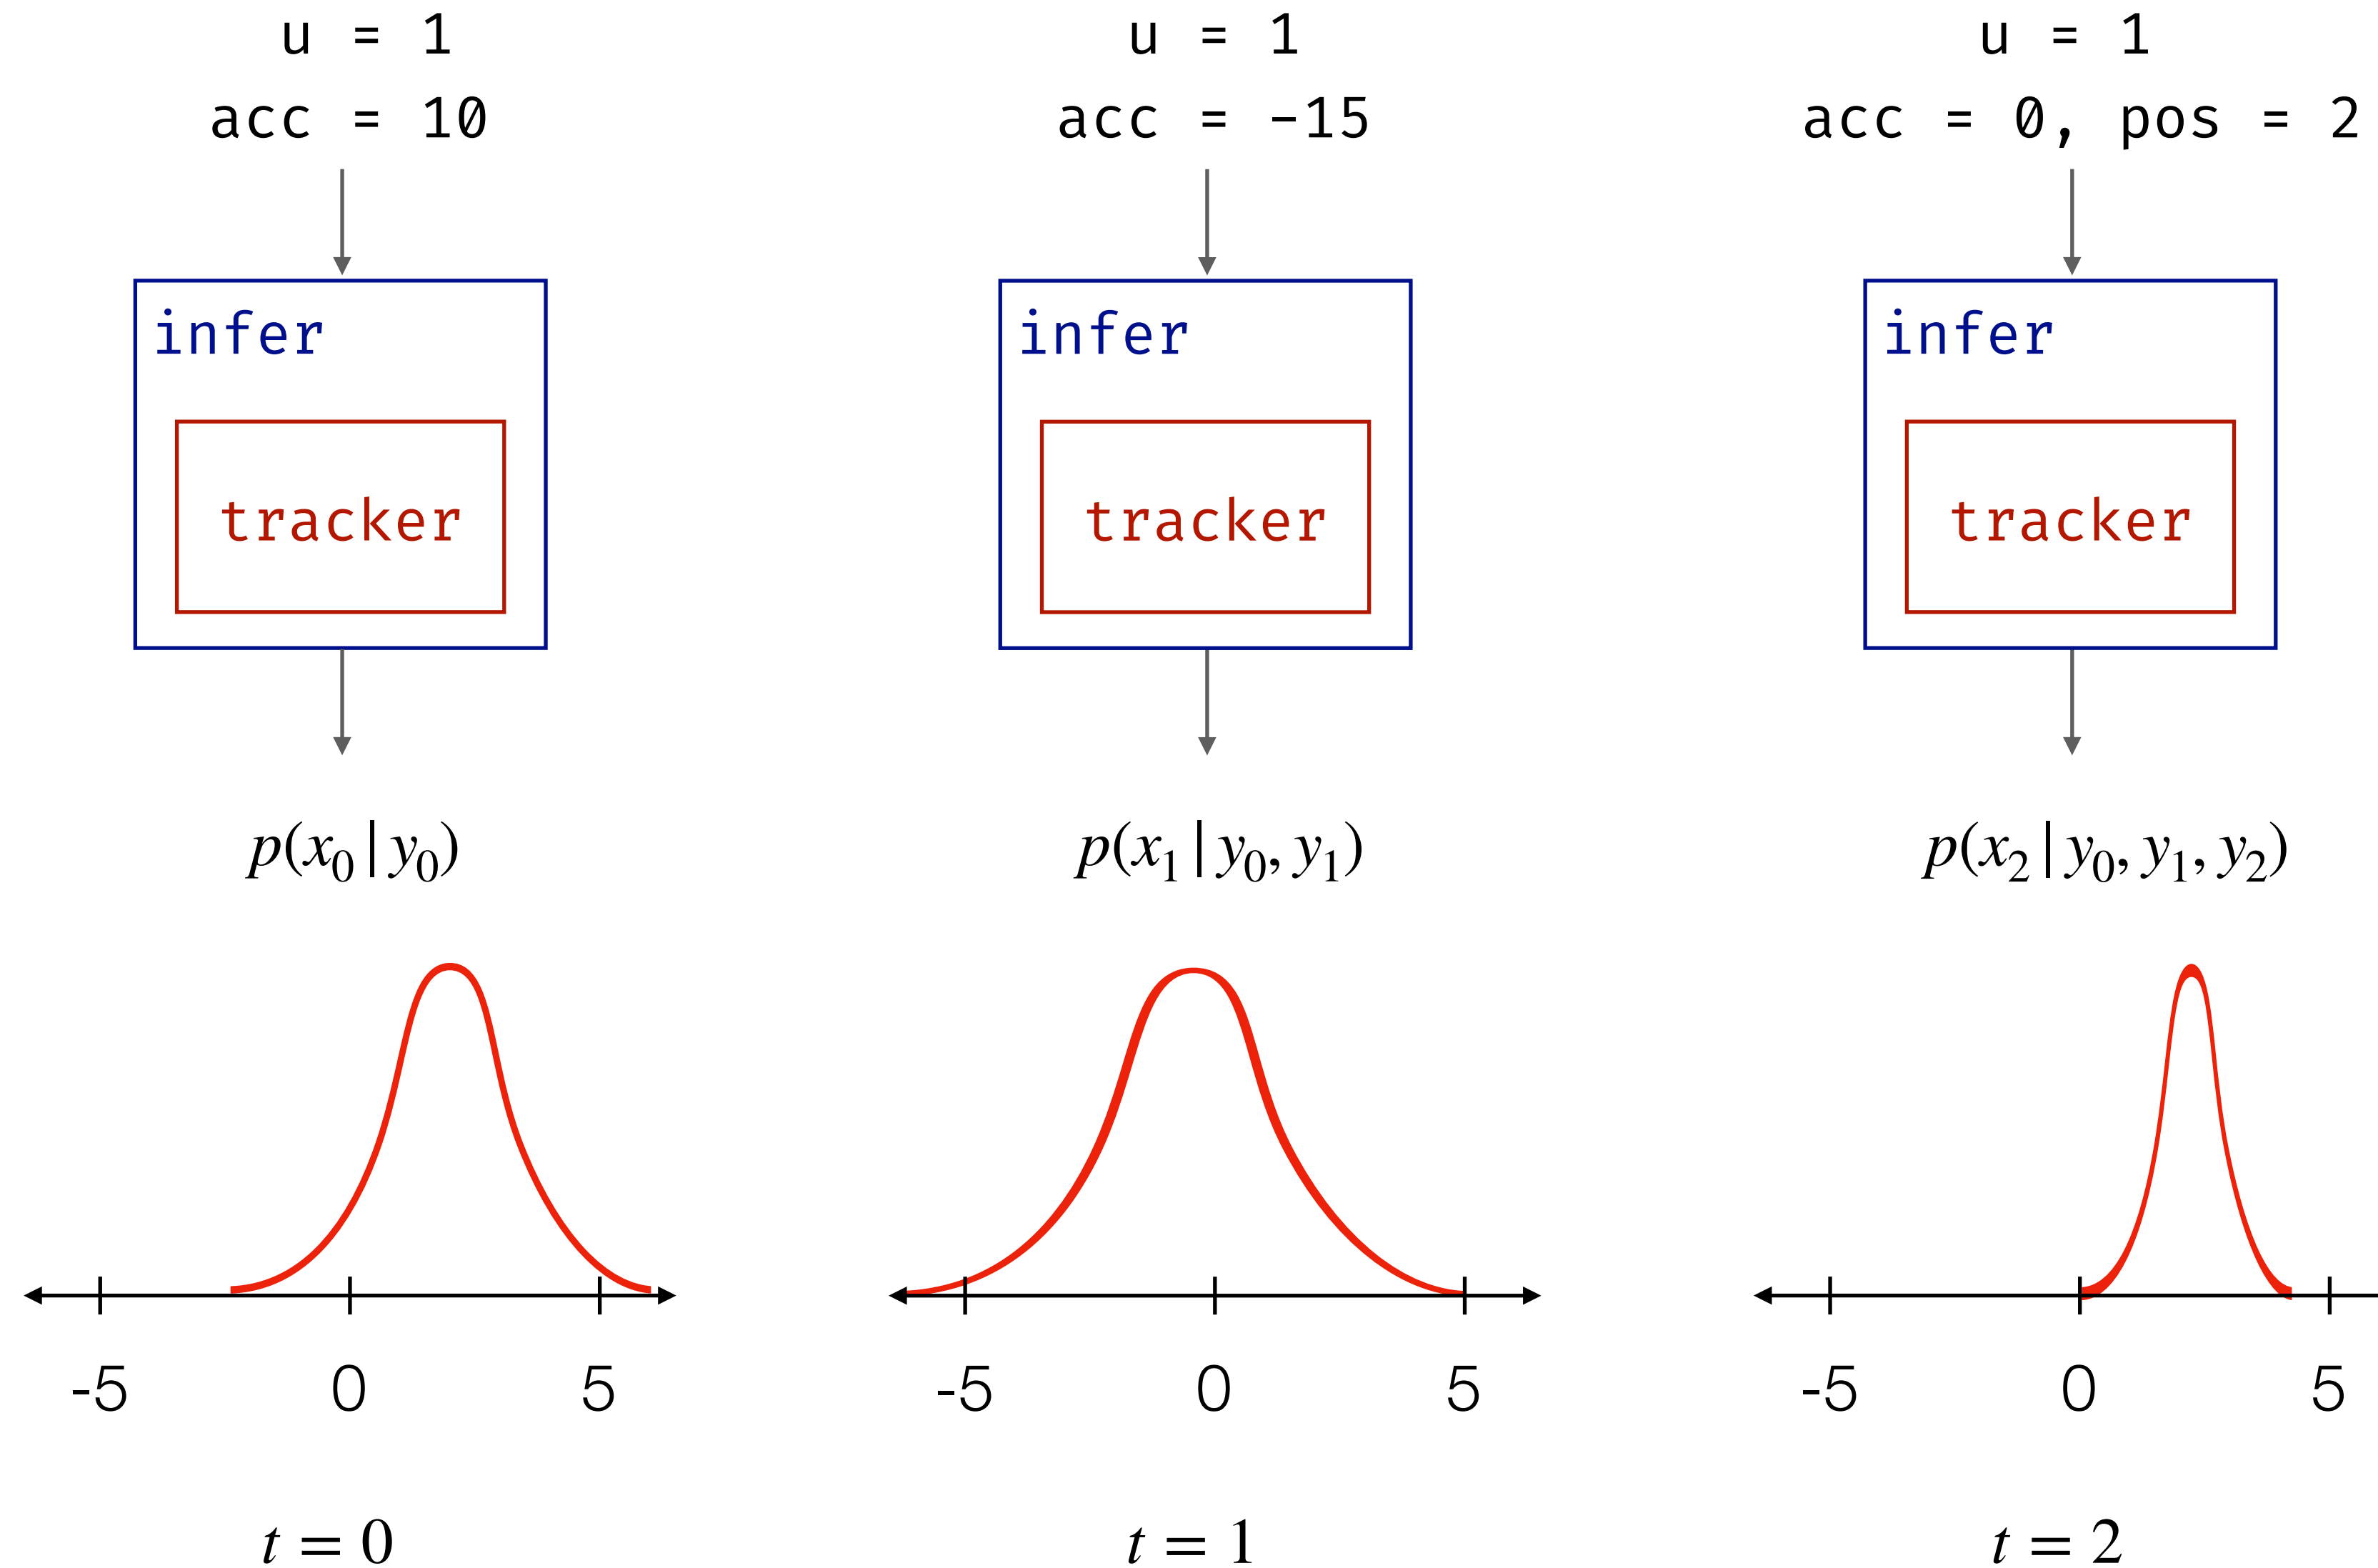 u = 1
acc = 10
infer
tracker
p(x₀|y₀)
-5 0 5
t = 0
u = 1
acc = -15
infer
tracker
p(x₁|y₀, y₁)
-5 0 5
t = 1
u = 1
acc = 0, pos = 2
infer
tracker
p(x₂|y₀, y₁, y₂)
-5 0 5
t = 2